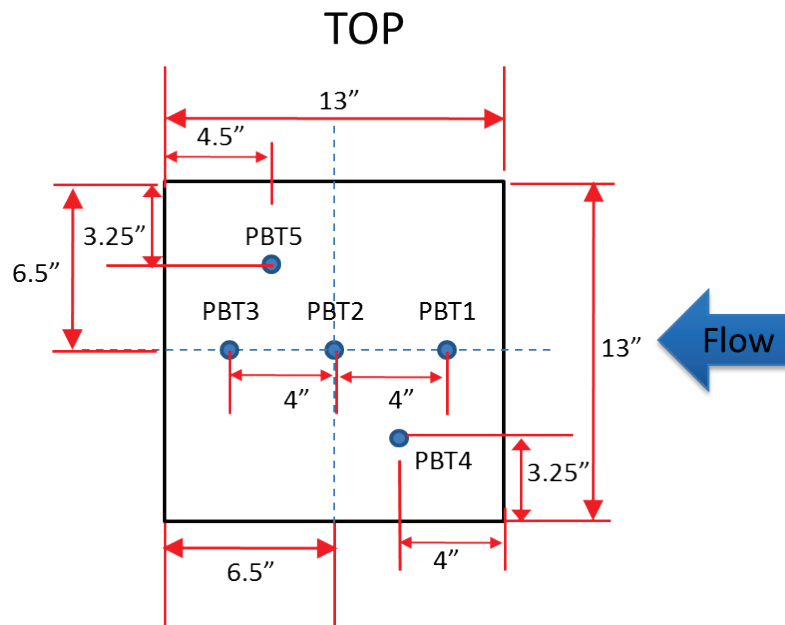 TOP
13”
4.5”
3.25”
PBT5
6.5”
PBT3
PBT2
PBT1
Flow
13”
4”
4”
PBT4
3.25”
4”
6.5”